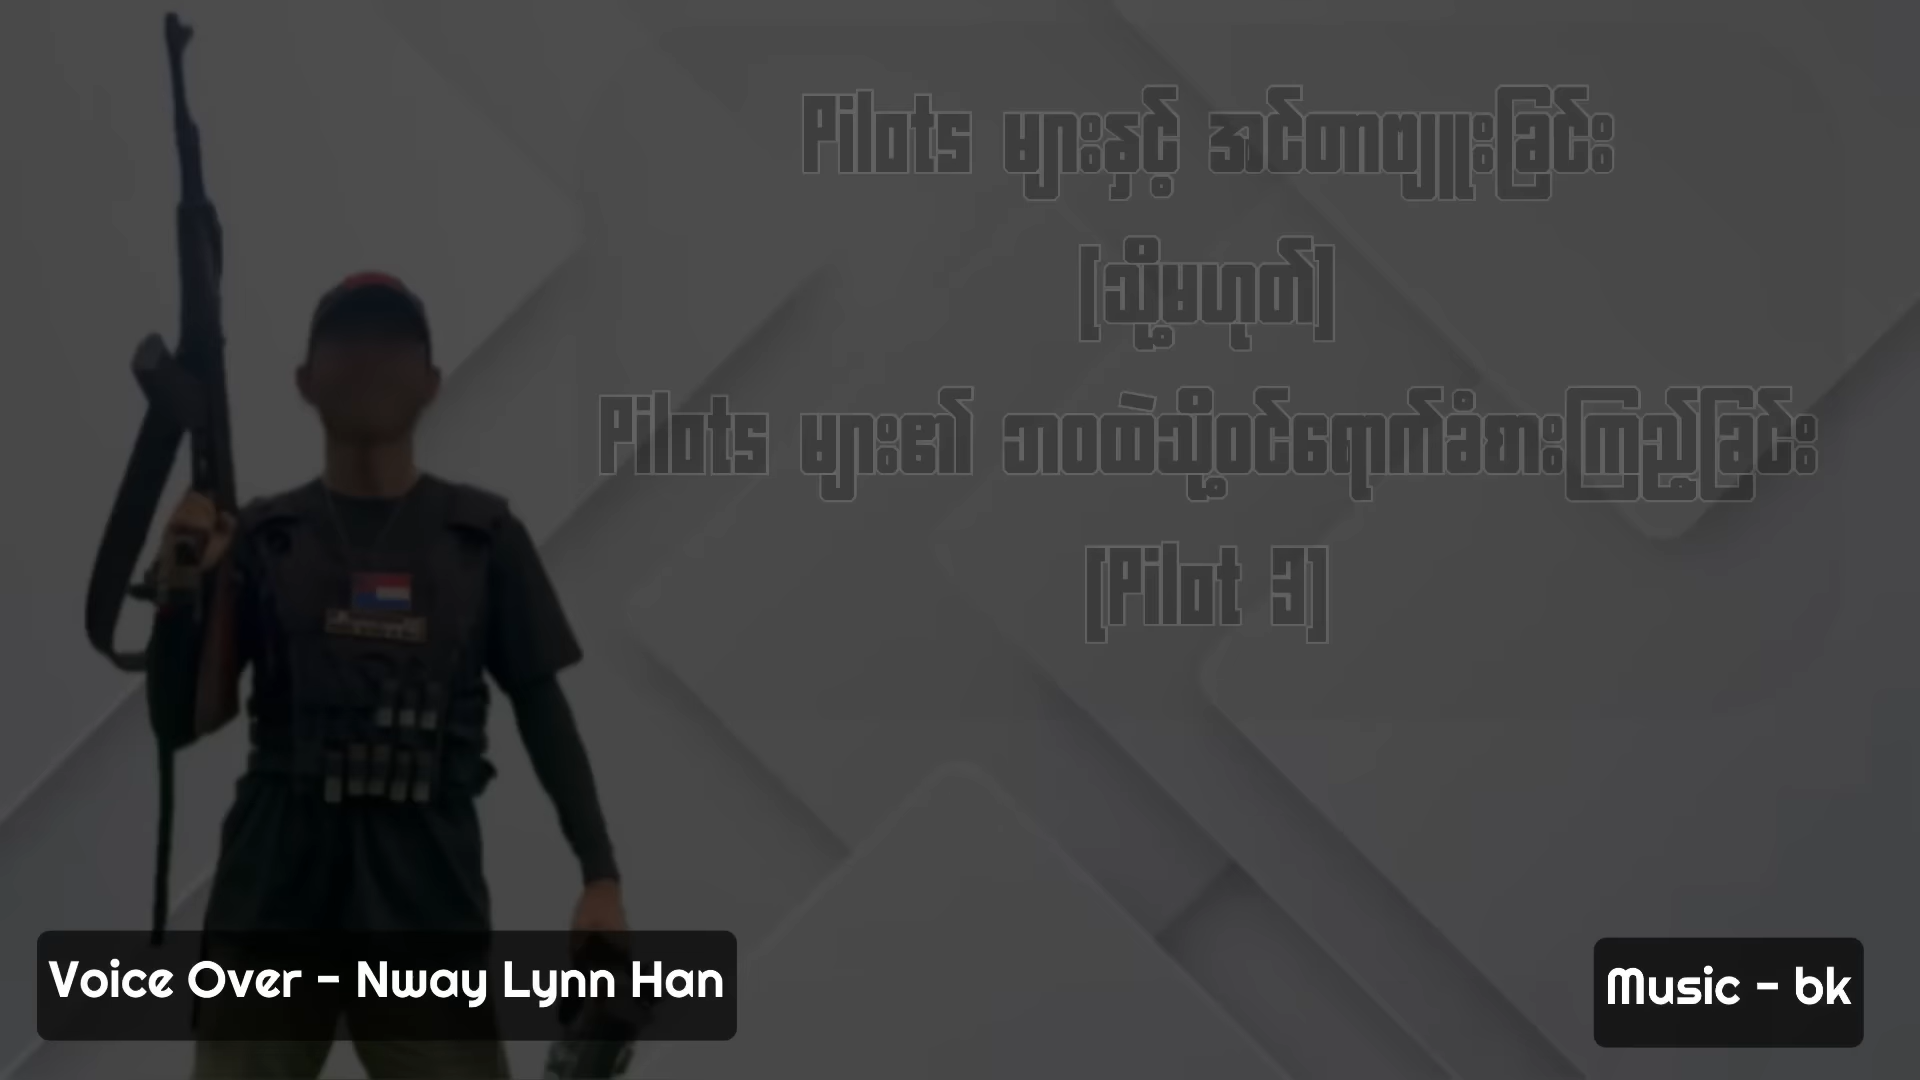 Pilots များနှင့် အင်တာဗျူးခြင်း
[သို့မဟုတ်]
Pilots များ၏ ဘဝထဲသို့ဝင်ရောက်ခံစားကြည့်ခြင်း
[Pilot 3]
Voice Over - Nway Lynn Han
Music - bk